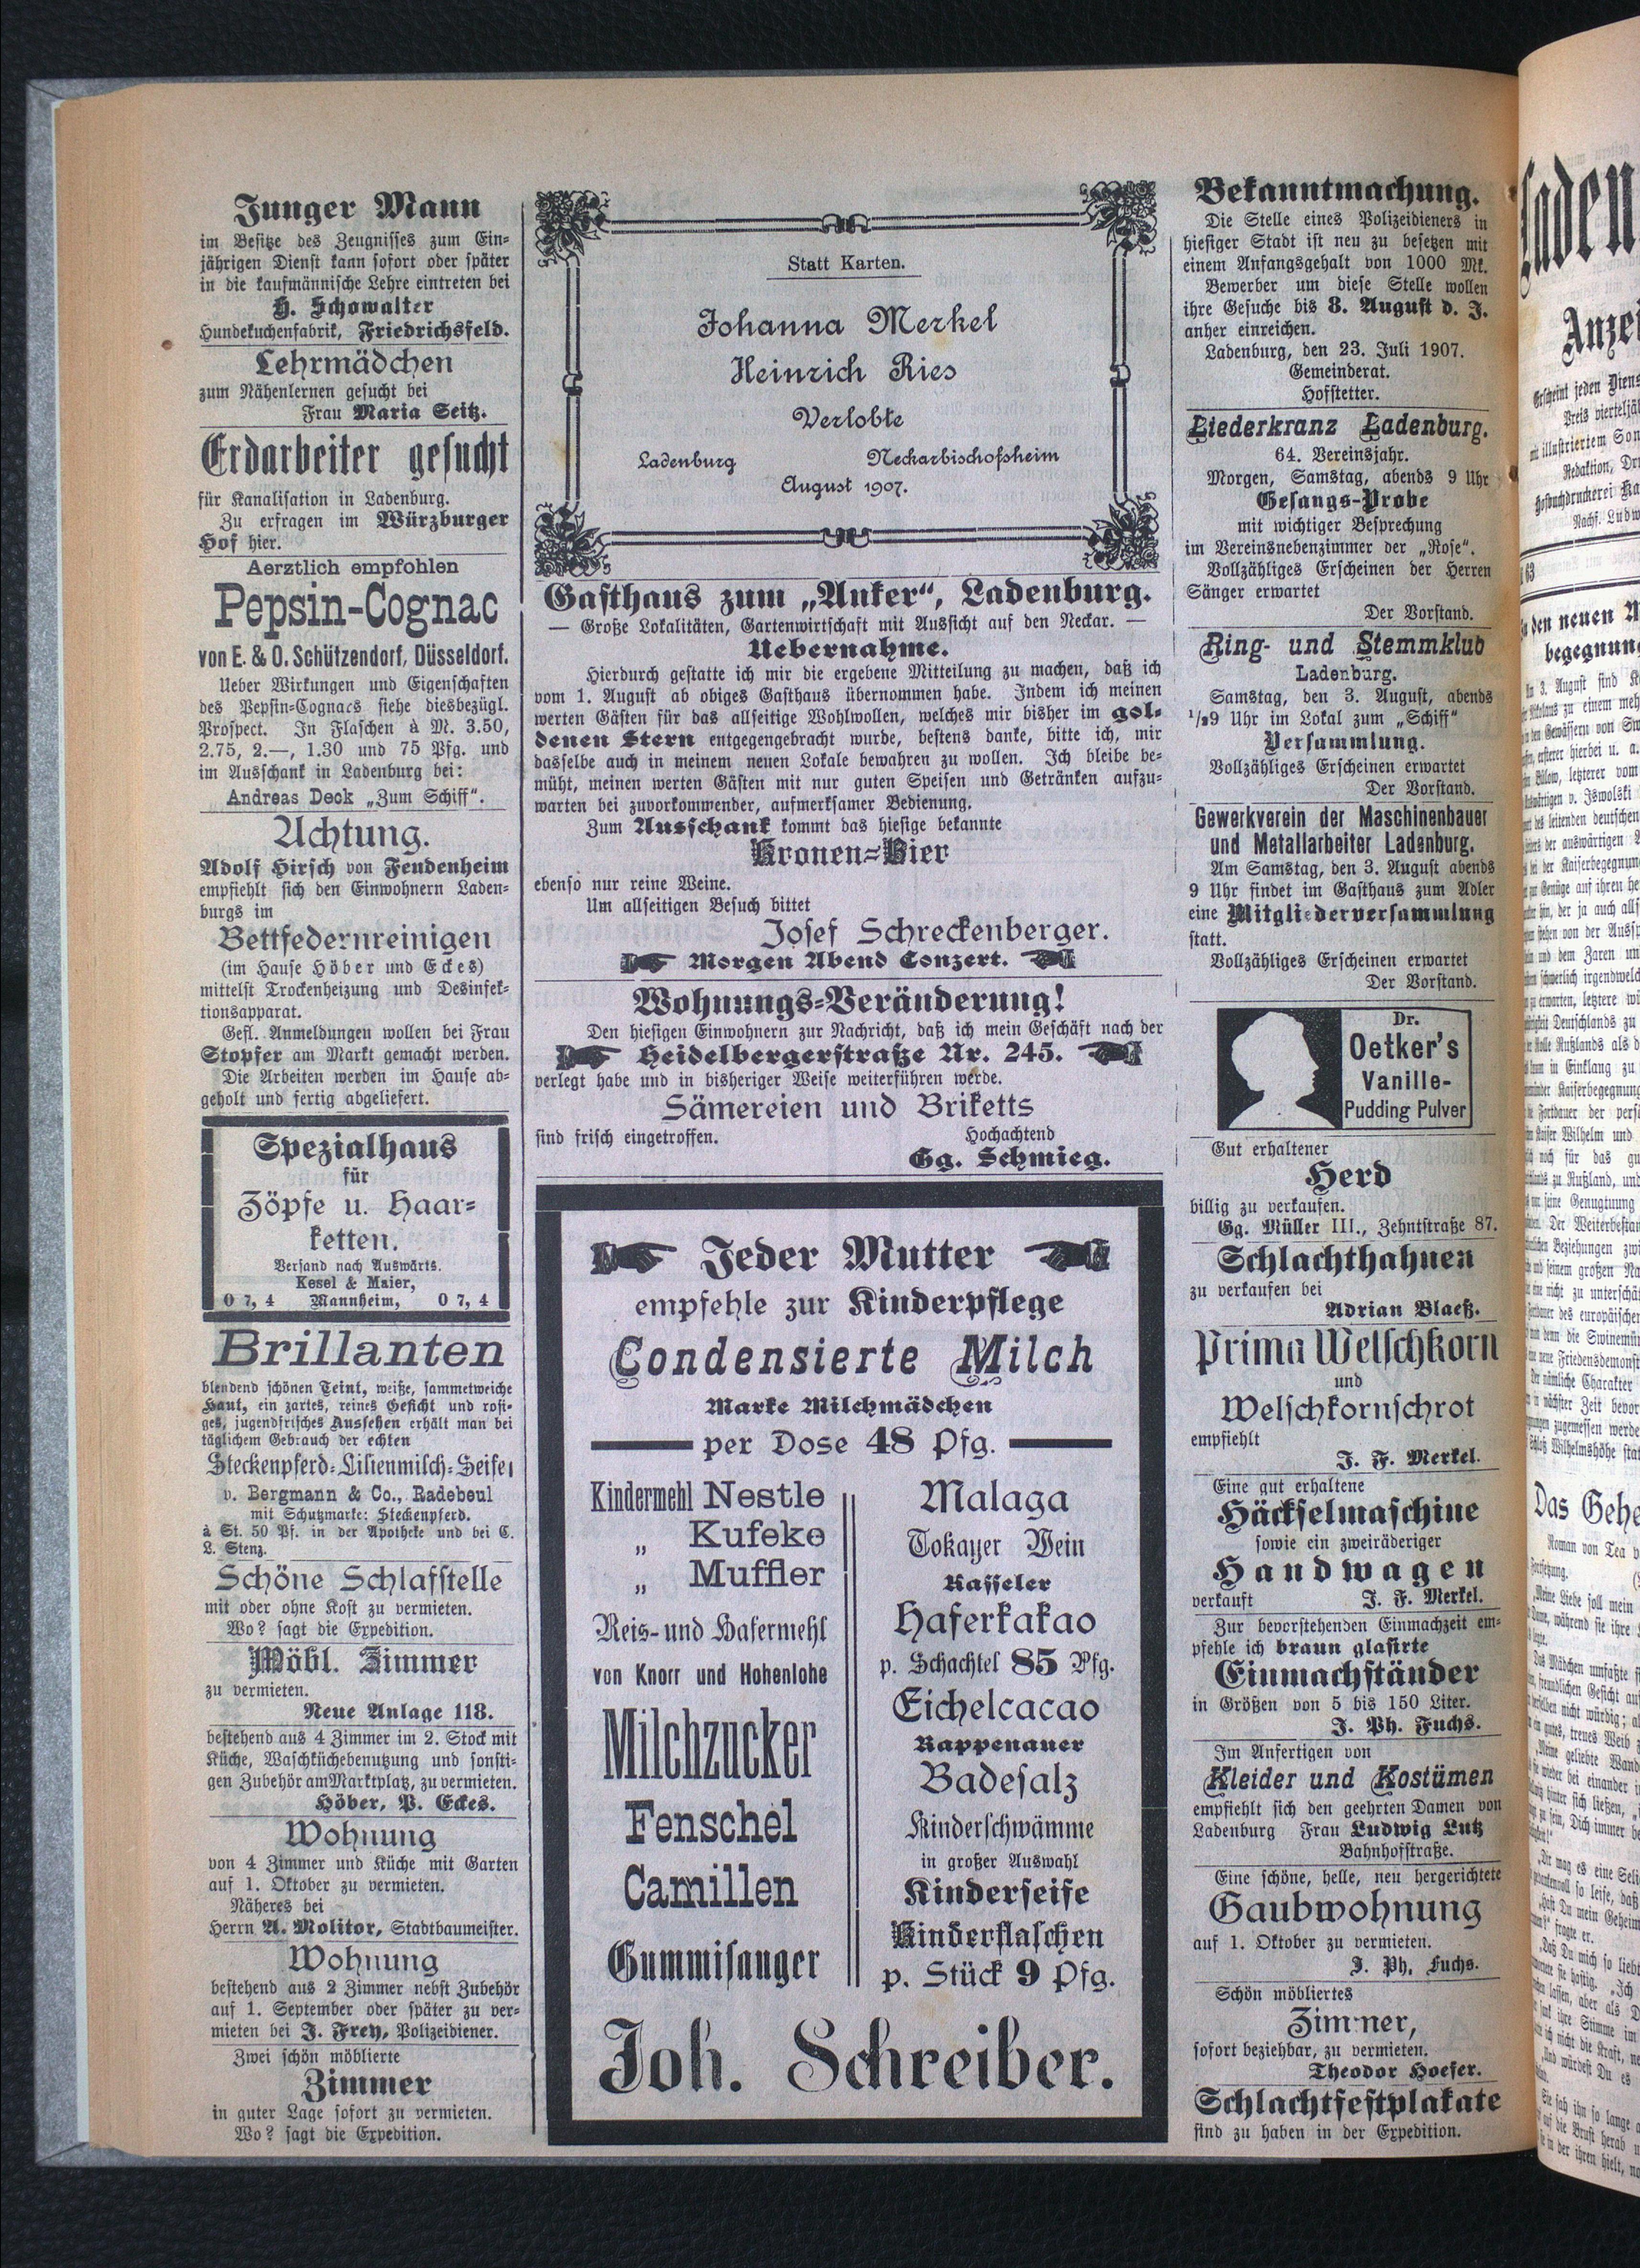 Junger Mann
im Besitze des Zeugnisses zum Ein-
jährigen Dienst kann sofort oder später
in die kaufmännische Lehre eintreten bei
H. Schowalter
Hundekuchenfabrik, Friedrichsfeld.
Lehrmädchen
zum Nähenlernen gesucht bei
Frau Maria Seitz.
Erdarbeiter gesucht
für Kanalisation in Ladenburg.
Zu erfragen im Würzburger
Hof hier.
Aerztlich empfohlen
Pepsin-Cognac
von E. & O. Schützendorf, Düsseldorf.
Ueber Wirkungen und Eigenschaften
des Pepsin-Cognacs siehe diesbezügl.
Prospect. In Flaschen à M. 3.50,
2.75, 2.—, 1.30 und 75 Pfg. und
im Ausschank in Ladenburg bei:
Andreas Deck „Zum Schiff“.
Achtung.
Adolf Hirsch von Feudenheim
empfiehlt sich den Einwohnern Laden-
burgs im
Bettfedernreinigen
(im Hause Höber und Eckes)
mittelst Trockenheizung und Desinfek-
tionsapparat.
Gefl. Anmeldungen wollen bei Frau
Stopfer am Markt gemacht werden.
Die Arbeiten werden im Hause ab-
geholt und fertig abgeliefert.
Spezialhaus
für
Zöpfe u. Haar-
ketten.
Versand nach Auswärts.
Kesel & Maier,
O 7, 4 Mannheim, O 7, 4
Brillanten
blendend schönen Teint, weiße, sammetweiche
Haut, ein zartes, reines Gesicht und rosi-
ges, jugendfrisches Aussehen erhält man bei
täglichem Gebrauch der echten
Steckenpferd-Lilienmilch-Seife
v. Bergmann & Co., Radebeul
mit Schutzmarke: Steckenpferd.
à St. 50 Pf. in der Apotheke und bei C.
L. Stenz.
Schöne Schlafstelle
mit oder ohne Kost zu vermieten.
Wo? sagt die Expedition.
Möbl. Zimmer
zu vermieten.
Neue Anlage 118.
bestehend aus 4 Zimmer im 2. Stock mit
Küche, Waschküchebenutzung und sonsti-
gen Zubehör am Marktplatz, zu vermieten.
Höber, P. Eckes.
Wohnung
von 4 Zimmer und Küche mit Garten
auf 1. Oktober zu vermieten.
Näheres bei
Herrn A. Molitor, Stadtbaumeister.
Wohnung
bestehend aus 2 Zimmer nebst Zubehör
auf 1. September oder später zu ver-
mieten bei J. Frey, Polizeidiener.
Zwei schön möblierte
Zimmer
in guter Lage sofort zu vermieten.
Wo? sagt die Expedition.
Statt Karten.
Johanna Merkel
Heinrich Ries
Verlobte
Ladenburg Neckarbischofsheim
August 1907.
Gasthaus zum „Anker“, Ladenburg.
— Große Lokalitäten, Gartenwirtschaft mit Aussicht auf den Neckar. —
Uebernahme.
Hierdurch gestatte ich mir die ergebene Mitteilung zu machen, daß ich
vom 1. August ab obiges Gasthaus übernommen habe. Indem ich meinen
werten Gästen für das allseitige Wohlwollen, welches mir bisher im gol-
denen Stern entgegengebracht wurde, bestens danke, bitte ich, mir
dasselbe auch in meinem neuen Lokale bewahren zu wollen. Ich bleibe be-
müht, meinen werten Gästen mit nur guten Speisen und Getränken aufzu-
warten bei zuvorkommender, aufmerksamer Bedienung.
Zum Ausschank kommt das hiesige bekannte
Kronen-Bier
ebenso nur reine Weine.
Um allseitigen Besuch bittet
Josef Schreckenberger.
Morgen Abend Conzert.
Wohnungs-Veränderung!
Den hiesigen Einwohnern zur Nachricht, daß ich mein Geschäft nach der
Heidelbergerstraße Nr. 245.
verlegt habe und in bisheriger Weise weiterführen werde.
Sämereien und Briketts
sind frisch eingetroffen. Hochachtend
Gg. Schmieg.
Jeder Mutter
empfehle zur Kinderpflege
Condensierte Milch
Marke Milchmädchen
per Dose 48 Pfg.
Kindermehl Nestle
„ Kufeke
„ Muffler
Reis- und Hafermehl
von Knorr und Hohenlohe
Milchzucker
Fenschel
Camillen
Gummisauger
Malaga
Tokayer Wein
Kasseler
Haferkakao
p. Schachtel 85 Pfg.
Eichelcacao
Rappenauer
Badesalz
Kinderschwämme
in großer Auswahl
Kinderseife
Kinderflaschen
p. Stück 9 Pfg.
Joh. Schreiber.
Bekanntmachung.
Die Stelle eines Polizeidieners in
hiesiger Stadt ist neu zu besetzen mit
einem Anfangsgehalt von 1000 Mk.
Bewerber um diese Stelle wollen
ihre Gesuche bis 8. August d. J.
anher einreichen.
Ladenburg, den 23. Juli 1907.
Gemeinderat.
Hofstetter.
Liederkranz Ladenburg.
64. Vereinsjahr.
Morgen, Samstag, abends 9 Uhr
Gesangs-Probe
mit wichtiger Besprechung
im Vereinsnebenzimmer der „Rose“.
Vollzähliges Erscheinen der Herren
Sänger erwartet
Der Vorstand.
Ring- und Stemmklub
Ladenburg.
Samstag, den 3. August, abends
1/29 Uhr im Lokal zum „Schiff“
Versammlung.
Vollzähliges Erscheinen erwartet
Der Vorstand.
Gewerkverein der Maschinenbauer
und Metallarbeiter Ladenburg.
Am Samstag, den 3. August abends
9 Uhr findet im Gasthaus zum Adler
eine Mitgliederversammlung
statt.
Vollzähliges Erscheinen erwartet
Der Vorstand.
Dr.
Oetker's
Vanille-
Pudding Pulver
Gut erhaltener
Herd
billig zu verkaufen.
Gg. Müller III., Zehntstraße 87.
Schlachthahnen
zu verkaufen bei
Adrian Blaeß.
Prima Welschkorn
und
Welschkornschrot
empfiehlt
J. F. Merkel.
Eine gut erhaltene
Häckselmaschine
sowie ein zweiräderiger
Handwagen
verkauft J. F. Merkel.
Zur bevorstehenden Einmachzeit em-
pfehle ich braun glasirte
Einmachständer
in Größen von 5 bis 150 Liter.
J. Ph. Fuchs.
Im Anfertigen von
Kleider und Kostümen
empfiehlt sich den geehrten Damen von
Ladenburg Frau Ludwig Lutz
Bahnhofstraße.
Eine schöne, helle, neu hergerichtete
Gaubwohnung
auf 1. Oktober zu vermieten.
J. Ph. Fuchs.
Schön möbliertes
Zimmer,
sofort beziehbar, zu vermieten.
Theodor Hoefer.
Schlachtfestplakate
sind zu haben in der Expedition.